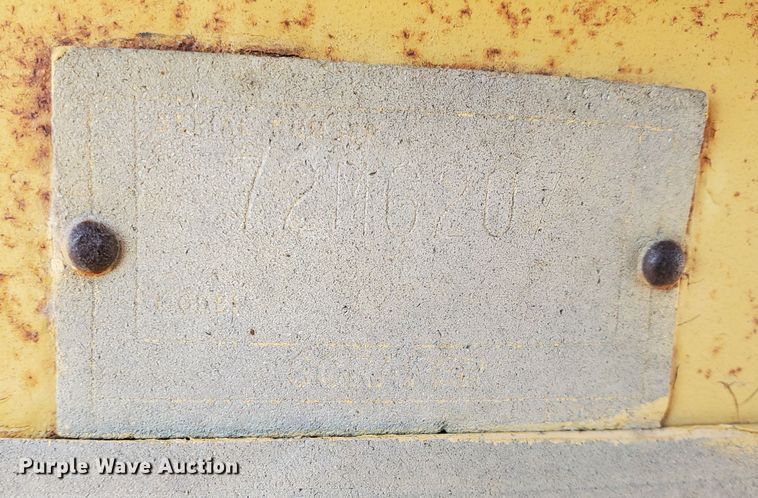 SERIAL NUMBER
72M6207
MODEL
Purple Wave Auction